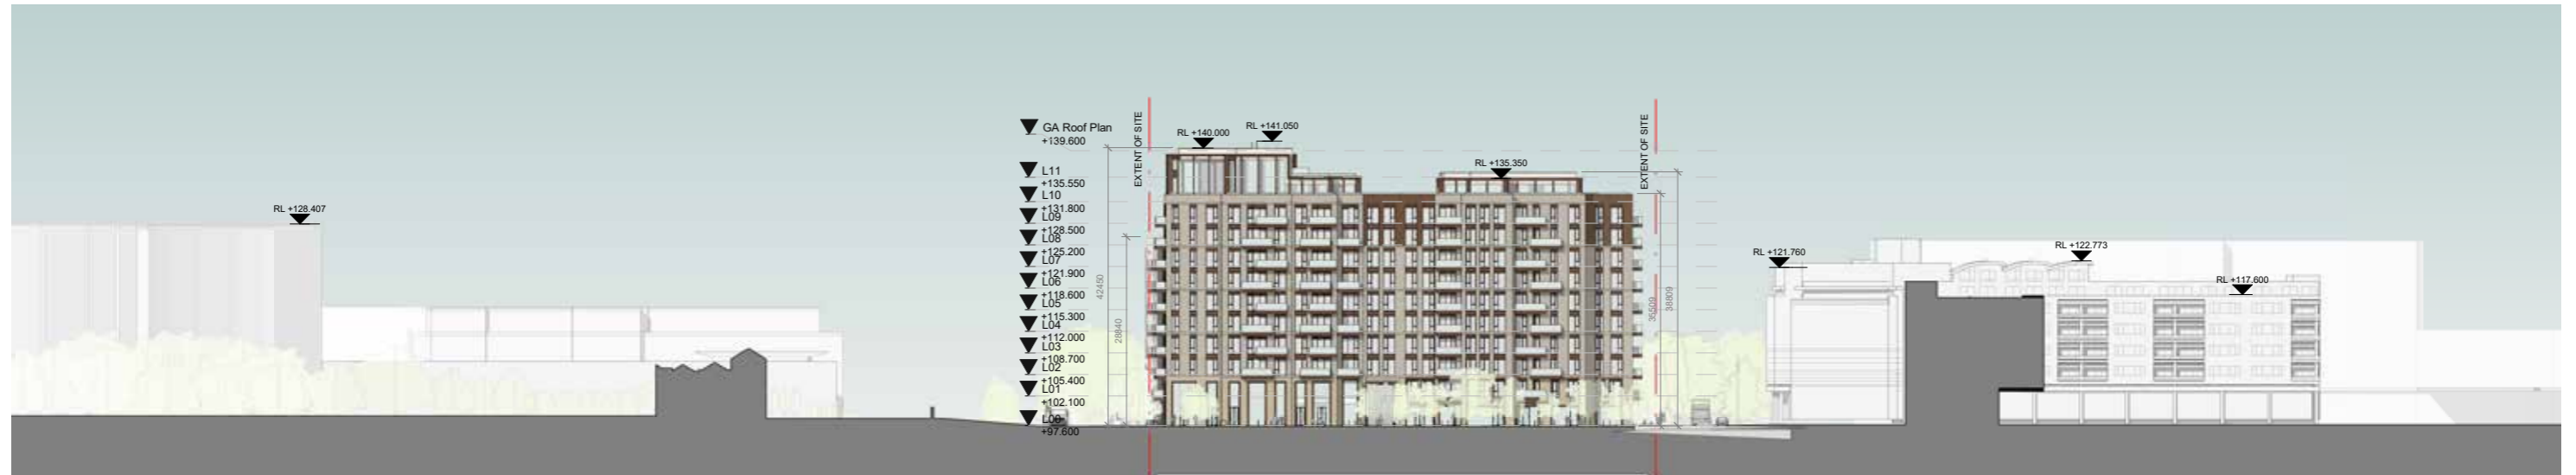 GA Roof Plan
+139.600
L11
+135.550
L10
+131.800
L09
+128.500
L08
+125.200
L07
+121.900
L06
+118.600
L05
+115.300
L04
+112.000
L03
+108.700
L02
+105.400
L01
+102.100
L00
+97.600
RL +128.407
42450
28840
EXTENT OF SITE
RL +140.000
RL +141.050
RL +135.350
EXTENT OF SITE
35509
38809
RL +121.760
RL +122.773
RL +117.600